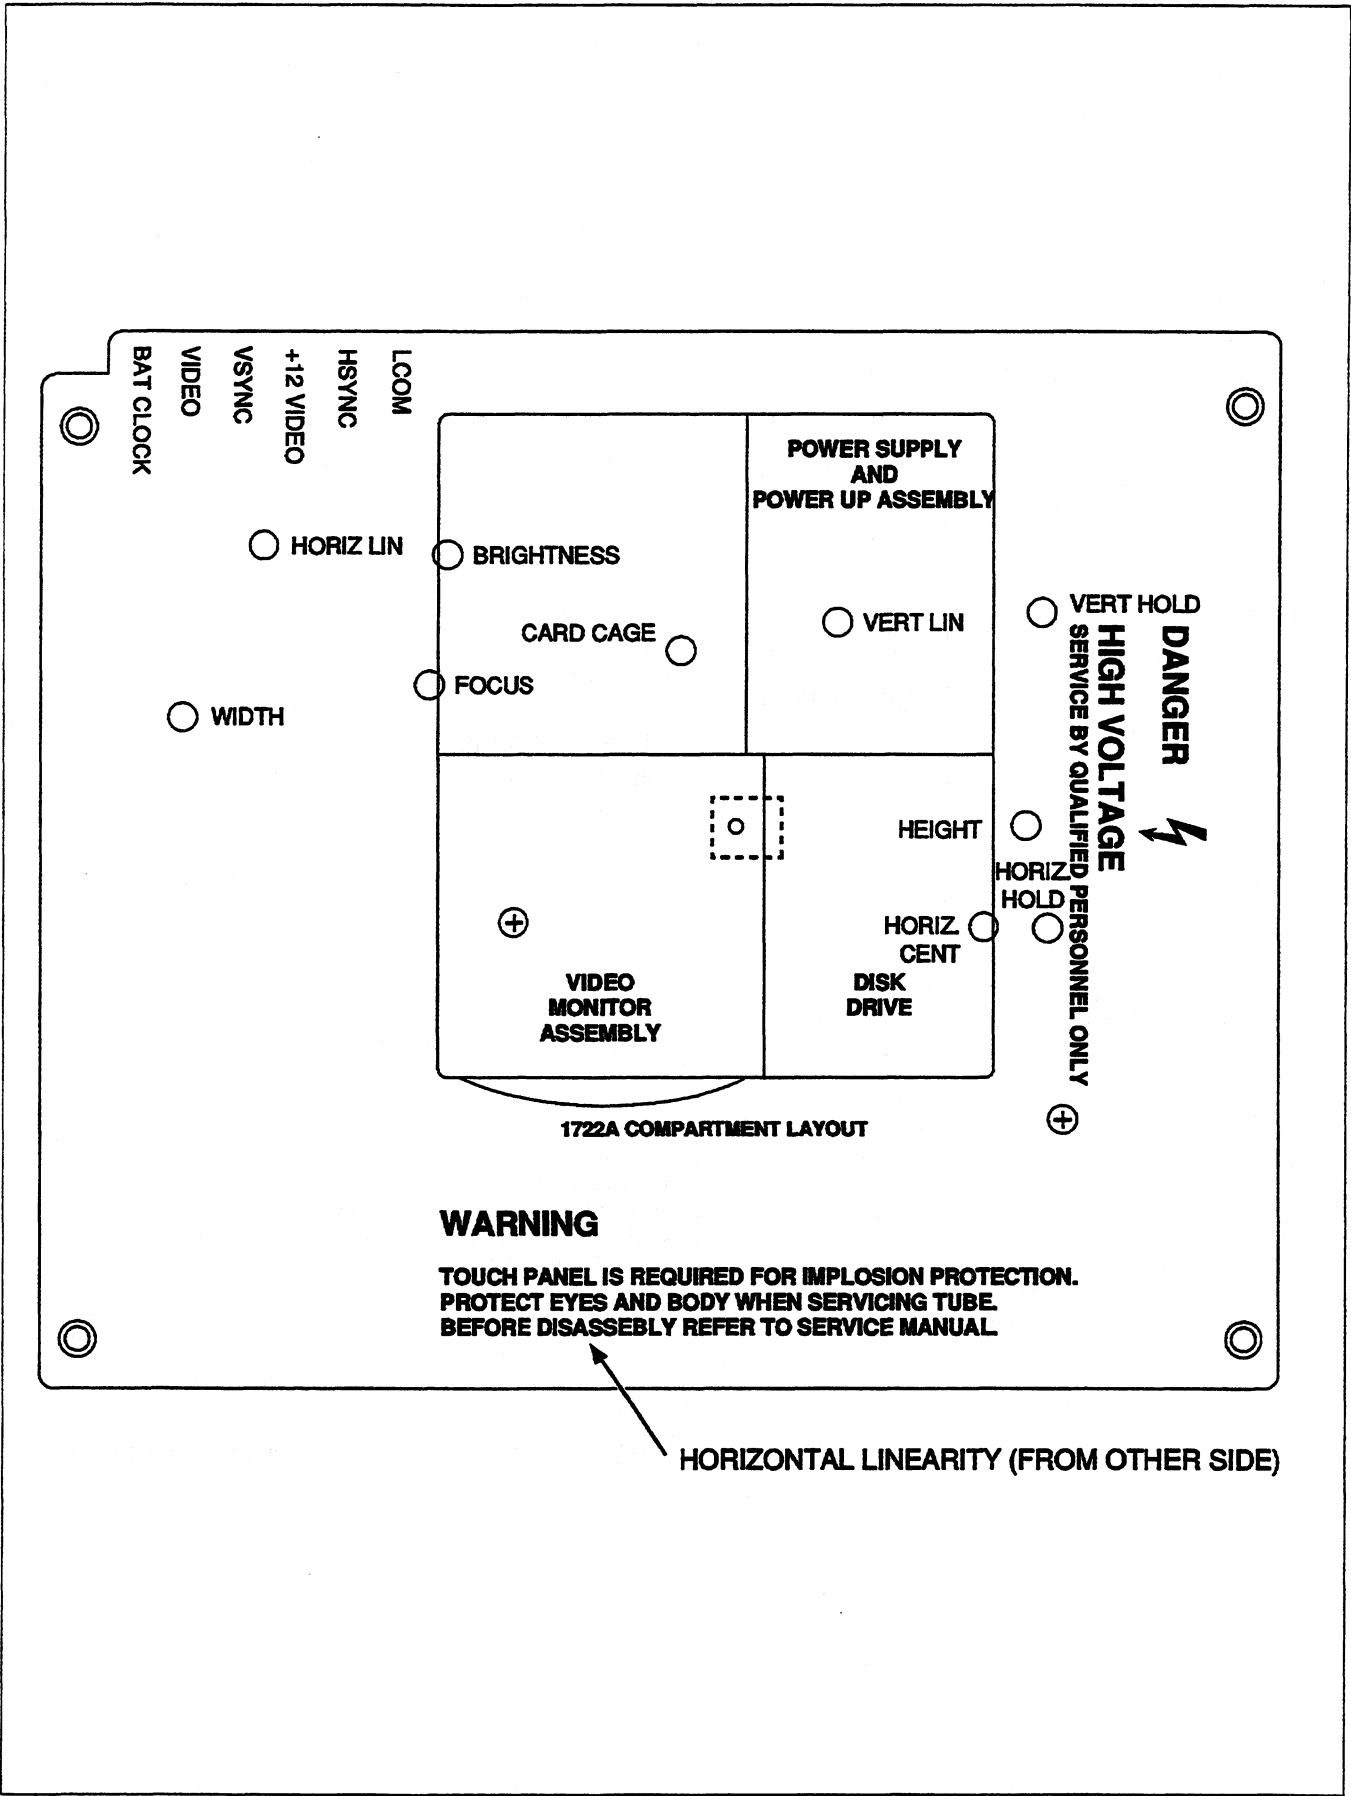 BAT CLOCK
VIDEO
VSYNC
+12 VIDEO
HSYNC
LCOM
POWER SUPPLY
AND
POWER UP ASSEMBLY
HORIZ LIN
BRIGHTNESS
CARD CAGE
VERT LIN
VERT HOLD
FOCUS
WIDTH
DANGER
HIGH VOLTAGE
SERVICE BY QUALIFIED PERSONNEL ONLY
HEIGHT
HORIZ.
HOLD
HORIZ.
CENT
VIDEO
MONITOR
ASSEMBLY
DISK
DRIVE
1722A COMPARTMENT LAYOUT
WARNING
TOUCH PANEL IS REQUIRED FOR IMPLOSION PROTECTION.
PROTECT EYES AND BODY WHEN SERVICING TUBE.
BEFORE DISASSEBLY REFER TO SERVICE MANUAL.
HORIZONTAL LINEARITY (FROM OTHER SIDE)